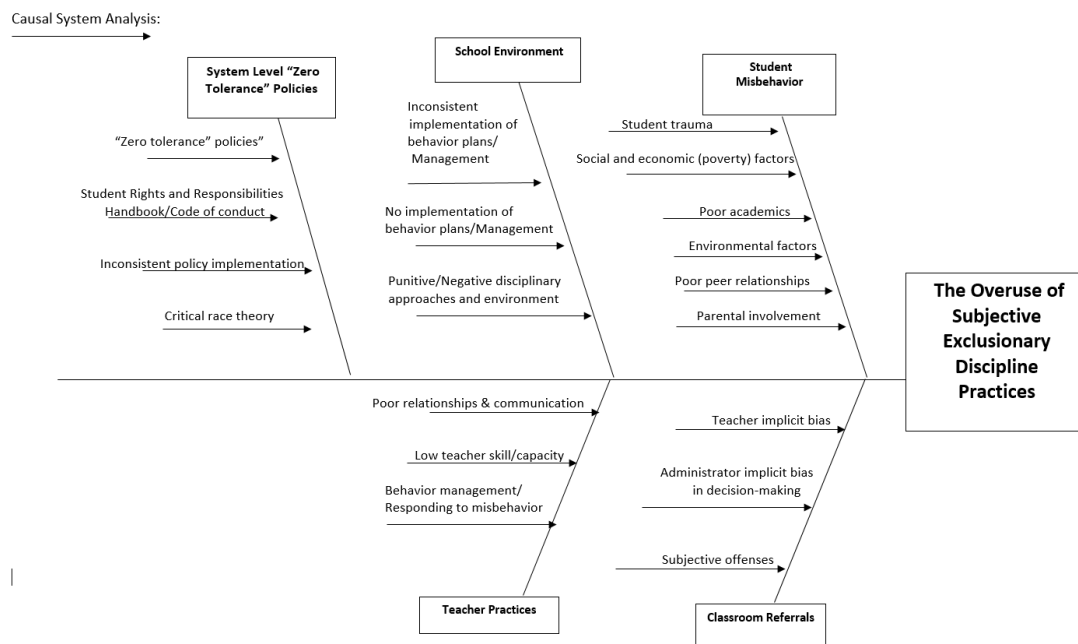 Causal System Analysis:
System Level “Zero
Tolerance” Policies
“Zero tolerance” policies”
Student Rights and Responsibilities
Handbook/Code of conduct
Inconsistent policy implementation
Critical race theory
School Environment
Inconsistent
implementation of
behavior plans/
Management
No implementation of
behavior plans/Management
Punitive/Negative disciplinary
approaches and environment
Student
Misbehavior
Student trauma
Social and economic (poverty) factors
Poor academics
Environmental factors
Poor peer relationships
Parental involvement
The Overuse of
Subjective
Exclusionary
Discipline
Practices
Poor relationships & communication
Low teacher skill/capacity
Behavior management/
Responding to misbehavior
Teacher Practices
Teacher implicit bias
Administrator implicit bias
in decision-making
Subjective offenses
Classroom Referrals